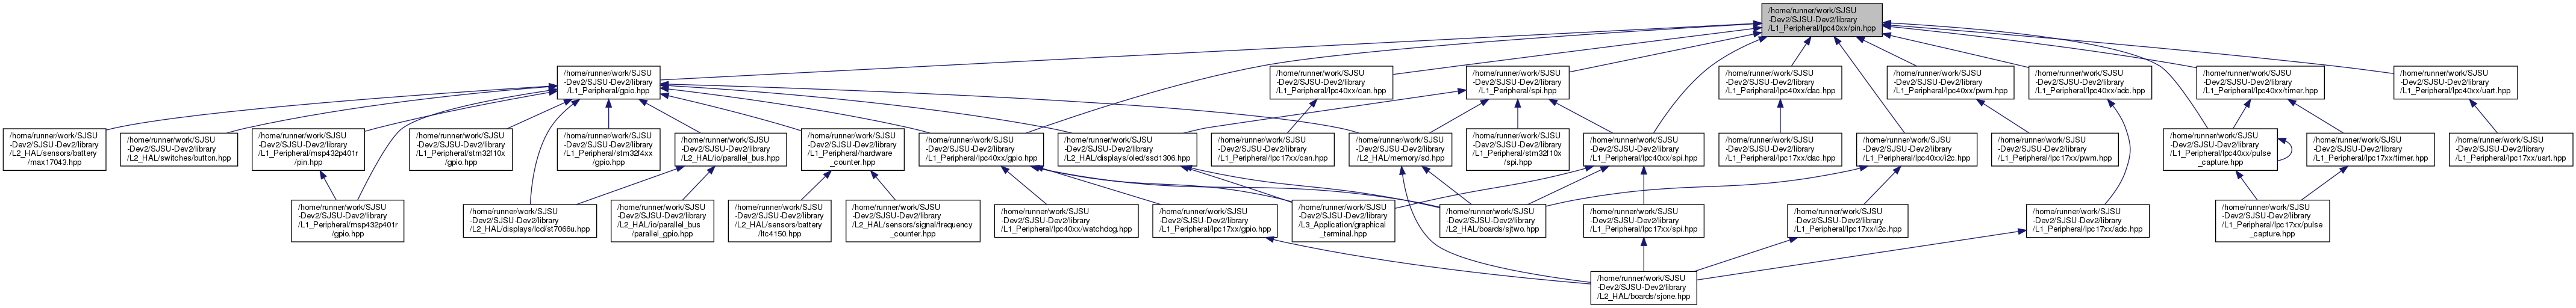 /home/runner/work/SJSU
-Dev2/SJSU-Dev2/library
/L1_Peripheral/lpc40xx/pin.hpp
/home/runner/work/SJSU
-Dev2/SJSU-Dev2/library
/L1_Peripheral/gpio.hpp
/home/runner/work/SJSU
-Dev2/SJSU-Dev2/library
/L1_Peripheral/lpc40xx/can.hpp
/home/runner/work/SJSU
-Dev2/SJSU-Dev2/library
/L1_Peripheral/spi.hpp
/home/runner/work/SJSU
-Dev2/SJSU-Dev2/library
/L1_Peripheral/lpc40xx/dac.hpp
/home/runner/work/SJSU
-Dev2/SJSU-Dev2/library
/L1_Peripheral/lpc40xx/pwm.hpp
/home/runner/work/SJSU
-Dev2/SJSU-Dev2/library
/L1_Peripheral/lpc40xx/adc.hpp
/home/runner/work/SJSU
-Dev2/SJSU-Dev2/library
/L1_Peripheral/lpc40xx/timer.hpp
/home/runner/work/SJSU
-Dev2/SJSU-Dev2/library
/L1_Peripheral/lpc40xx/uart.hpp
/home/runner/work/SJSU
-Dev2/SJSU-Dev2/library
/L2_HAL/sensors/battery
/max17043.hpp
/home/runner/work/SJSU
-Dev2/SJSU-Dev2/library
/L2_HAL/switches/button.hpp
/home/runner/work/SJSU
-Dev2/SJSU-Dev2/library
/L1_Peripheral/msp432p401r
/pin.hpp
/home/runner/work/SJSU
-Dev2/SJSU-Dev2/library
/L1_Peripheral/stm32f10x
/gpio.hpp
/home/runner/work/SJSU
-Dev2/SJSU-Dev2/library
/L1_Peripheral/stm32f4xx
/gpio.hpp
/home/runner/work/SJSU
-Dev2/SJSU-Dev2/library
/L2_HAL/io/parallel_bus.hpp
/home/runner/work/SJSU
-Dev2/SJSU-Dev2/library
/L1_Peripheral/hardware
_counter.hpp
/home/runner/work/SJSU
-Dev2/SJSU-Dev2/library
/L1_Peripheral/lpc40xx/gpio.hpp
/home/runner/work/SJSU
-Dev2/SJSU-Dev2/library
/L2_HAL/displays/oled/ssd1306.hpp
/home/runner/work/SJSU
-Dev2/SJSU-Dev2/library
/L1_Peripheral/lpc17xx/can.hpp
/home/runner/work/SJSU
-Dev2/SJSU-Dev2/library
/L2_HAL/memory/sd.hpp
/home/runner/work/SJSU
-Dev2/SJSU-Dev2/library
/L1_Peripheral/stm32f10x
/spi.hpp
/home/runner/work/SJSU
-Dev2/SJSU-Dev2/library
/L1_Peripheral/lpc40xx/spi.hpp
/home/runner/work/SJSU
-Dev2/SJSU-Dev2/library
/L1_Peripheral/lpc17xx/dac.hpp
/home/runner/work/SJSU
-Dev2/SJSU-Dev2/library
/L1_Peripheral/lpc40xx/i2c.hpp
/home/runner/work/SJSU
-Dev2/SJSU-Dev2/library
/L1_Peripheral/lpc17xx/pwm.hpp
/home/runner/work/SJSU
-Dev2/SJSU-Dev2/library
/L1_Peripheral/lpc40xx/pulse
_capture.hpp
/home/runner/work/SJSU
-Dev2/SJSU-Dev2/library
/L1_Peripheral/lpc17xx/timer.hpp
/home/runner/work/SJSU
-Dev2/SJSU-Dev2/library
/L1_Peripheral/lpc17xx/uart.hpp
/home/runner/work/SJSU
-Dev2/SJSU-Dev2/library
/L1_Peripheral/msp432p401r
/gpio.hpp
/home/runner/work/SJSU
-Dev2/SJSU-Dev2/library
/L2_HAL/displays/lcd/st7066u.hpp
/home/runner/work/SJSU
-Dev2/SJSU-Dev2/library
/L2_HAL/io/parallel_bus
/parallel_gpio.hpp
/home/runner/work/SJSU
-Dev2/SJSU-Dev2/library
/L2_HAL/sensors/battery
/ltc4150.hpp
/home/runner/work/SJSU
-Dev2/SJSU-Dev2/library
/L2_HAL/sensors/signal/frequency
_counter.hpp
/home/runner/work/SJSU
-Dev2/SJSU-Dev2/library
/L1_Peripheral/lpc40xx/watchdog.hpp
/home/runner/work/SJSU
-Dev2/SJSU-Dev2/library
/L1_Peripheral/lpc17xx/gpio.hpp
/home/runner/work/SJSU
-Dev2/SJSU-Dev2/library
/L3_Application/graphical
_terminal.hpp
/home/runner/work/SJSU
-Dev2/SJSU-Dev2/library
/L2_HAL/boards/sjtwo.hpp
/home/runner/work/SJSU
-Dev2/SJSU-Dev2/library
/L1_Peripheral/lpc17xx/spi.hpp
/home/runner/work/SJSU
-Dev2/SJSU-Dev2/library
/L1_Peripheral/lpc17xx/i2c.hpp
/home/runner/work/SJSU
-Dev2/SJSU-Dev2/library
/L1_Peripheral/lpc17xx/adc.hpp
/home/runner/work/SJSU
-Dev2/SJSU-Dev2/library
/L1_Peripheral/lpc17xx/pulse
_capture.hpp
/home/runner/work/SJSU
-Dev2/SJSU-Dev2/library
/L2_HAL/boards/sjone.hpp